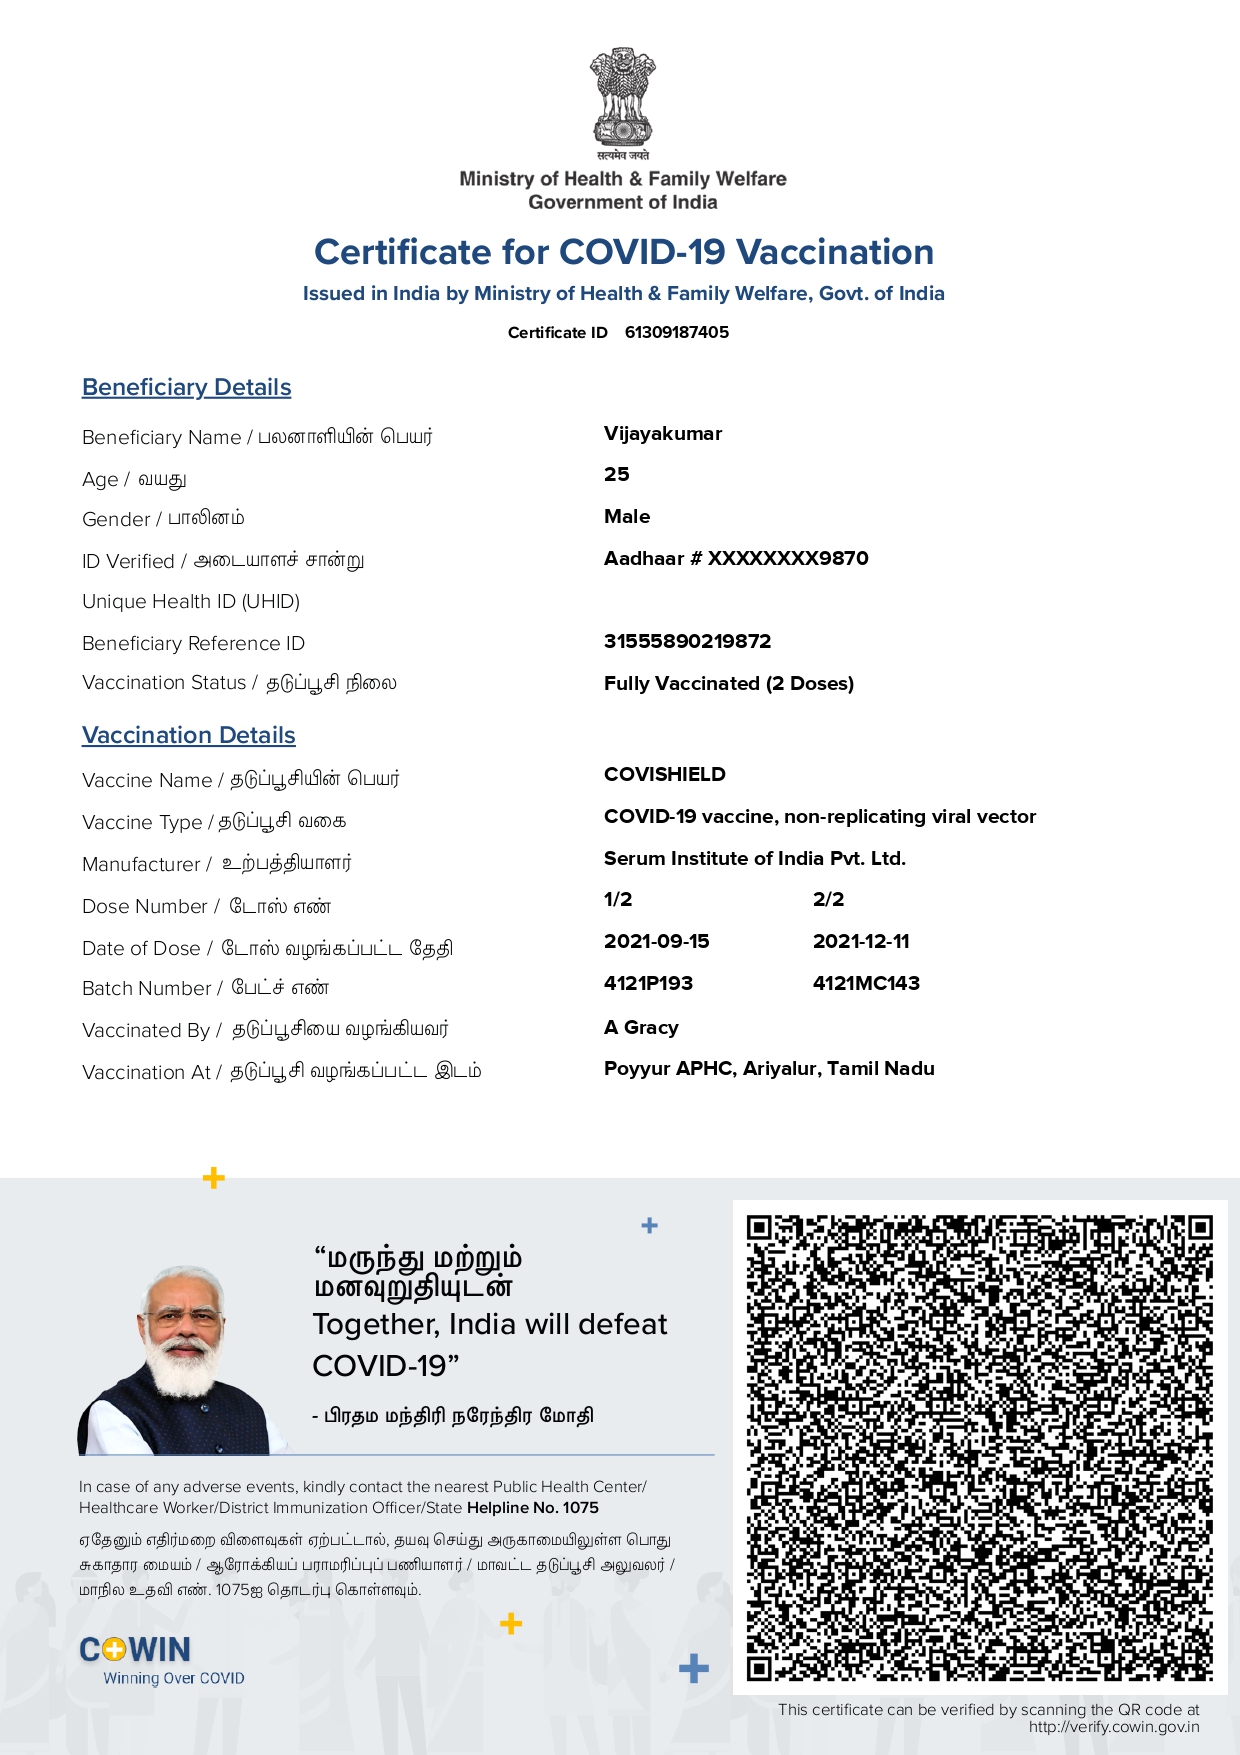 सत्यमेव जयते
Ministry of Health & Family Welfare
Government of India
Certificate for COVID-19 Vaccination
Issued in India by Ministry of Health & Family Welfare, Govt. of India
Certificate ID 61309187405
Beneficiary Details
Beneficiary Name / பலனாளியின் பெயர் Vijayakumar
Age / வயது 25
Gender / பாலினம் Male
ID Verified / அடையாளச் சான்று Aadhaar # XXXXXXXX9870
Unique Health ID (UHID)
Beneficiary Reference ID 31555890219872
Vaccination Status / தடுப்பூசி நிலை Fully Vaccinated (2 Doses)
Vaccination Details
Vaccine Name / தடுப்பூசியின் பெயர் COVISHIELD
Vaccine Type / தடுப்பூசி வகை COVID-19 vaccine, non-replicating viral vector
Manufacturer / உற்பத்தியாளர் Serum Institute of India Pvt. Ltd.
Dose Number / டோஸ் எண் 1/2 2/2
Date of Dose / டோஸ் வழங்கப்பட்ட தேதி 2021-09-15 2021-12-11
Batch Number / பேட்ச் எண் 4121P193 4121MC143
Vaccinated By / தடுப்பூசியை வழங்கியவர் A Gracy
Vaccination At / தடுப்பூசி வழங்கப்பட்ட இடம் Poyyur APHC, Ariyalur, Tamil Nadu
“மருந்து மற்றும்
மனவுறுதியுடன்
Together, India will defeat
COVID-19”
- பிரதம மந்திரி நரேந்திர மோதி
In case of any adverse events, kindly contact the nearest Public Health Center/
Healthcare Worker/District Immunization Officer/State Helpline No. 1075
ஏதேனும் எதிர்மறை விளைவுகள் ஏற்பட்டால், தயவு செய்து அருகாமையிலுள்ள பொது
சுகாதார மையம் / ஆரோக்கியப் பராமரிப்புப் பணியாளர் / மாவட்ட தடுப்பூசி அலுவலர் /
மாநில உதவி எண். 1075ஐ தொடர்பு கொள்ளவும்.
COWIN
Winning Over COVID
This certificate can be verified by scanning the QR code at
http://verify.cowin.gov.in